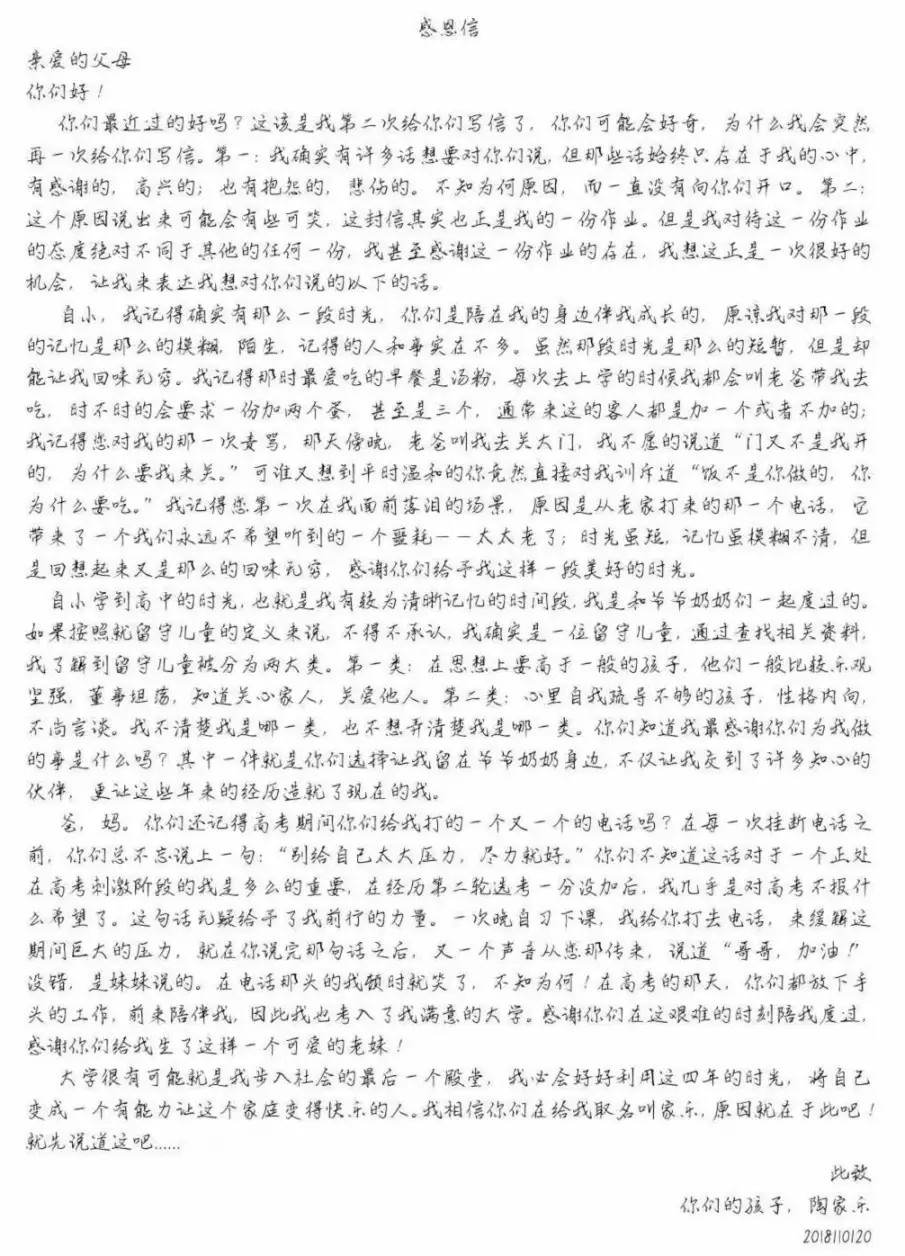 感恩信
亲爱的父母
你们好！
你们最近过的好吗？这该是我第二次给你们写信了，你们可能会好奇，为什么我会突然
再一次给你们写信。第一：我确实有许多话想要对你们说，但那些话始终只存在于我的心中，
有感谢的，高兴的；也有抱怨的，悲伤的。不知为何原因，而一直没有向你们开口。第二：
这个原因说出来可能会有些可笑，这封信其实也正是我的一份作业。但是我对待这一份作业
的态度绝对不同于其他的任何一份，我甚至感谢这一份作业的存在，我想这正是一次很好的
机会，让我来表达我想对你们说的以下的话。
自小，我记得确实有那么一段时光，你们是陪在我的身边伴我成长的，原谅我对那一段
的记忆是那么的模糊，陌生，记得的人和事实在不多。虽然那段时光是那么的短暂，但是却
能让我回味无穷。我记得那时最爱吃的早餐是汤粉，每次去上学的时候我都会叫老爸带我去
吃，时不时的会要求一份加两个蛋，甚至是三个，通常来这的客人都是加一个或者不加的；
我记得您对我的那一次责骂，那天傍晚，老爸叫我去关大门，我不愿的说道“门又不是我开
的，为什么要我来关。”可谁又想到平时温和的你竟然直接对我训斥道“饭不是你做的，你
为什么要吃。”我记得您第一次在我面前落泪的场景，原因是从老家打来的那一个电话，它
带来了一个我们永远不希望听到的一个噩耗——太太老了；时光虽短，记忆虽模糊不清，但
是回想起来又是那么的回味无穷，感谢你们给予我这样一段美好的时光。
自小学到高中的时光，也就是我有较为清晰记忆的时间段，我是和爷爷奶奶们一起度过的。
如果按照就留守儿童的定义来说，不得不承认，我确实是一位留守儿童，通过查找相关资料，
我了解到留守儿童被分为两大类。第一类：在思想上要高于一般的孩子，他们一般比较乐观
坚强，董事坦荡，知道关心家人，关爱他人。第二类：心里自我疏导不够的孩子，性格内向，
不尚言谈。我不清楚我是哪一类，也不想弄清楚我是哪一类。你们知道我最感谢你们为我做
的事是什么吗？其中一件就是你们选择让我留在爷爷奶奶身边，不仅让我交到了许多知心的
伙伴，更让这些年来的经历造就了现在的我。
爸，妈。你们还记得高考期间你们给我打的一个又一个的电话吗？在每一次挂断电话之
前，你们总不忘说上一句：“别给自己太大压力，尽力就好。”你们不知道这话对于一个正处
在高考刺激阶段的我是多么的重要，在经历第二轮选考一分没加后，我几乎是对高考不报什
么希望了。这句话无疑给予了我前行的力量。一次晚自习下课，我给你打去电话，来缓解这
期间巨大的压力，就在你说完那句话之后，又一个声音从您那传来，说道“哥哥，加油！”
没错，是妹妹说的。在电话那头的我顿时就笑了，不知为何！在高考的那天，你们都放下手
头的工作，前来陪伴我，因此我也考入了我满意的大学。感谢你们在这艰难的时刻陪我度过，
感谢你们给我生了这样一个可爱的老妹！
大学很有可能就是我步入社会的最后一个殿堂，我必会好好利用这四年的时光，将自己
变成一个有能力让这个家庭变得快乐的人。我相信你们在给我取名叫家乐，原因就在于此吧！
就先说道这吧……
此致
你们的孩子，陶家乐
2018110120